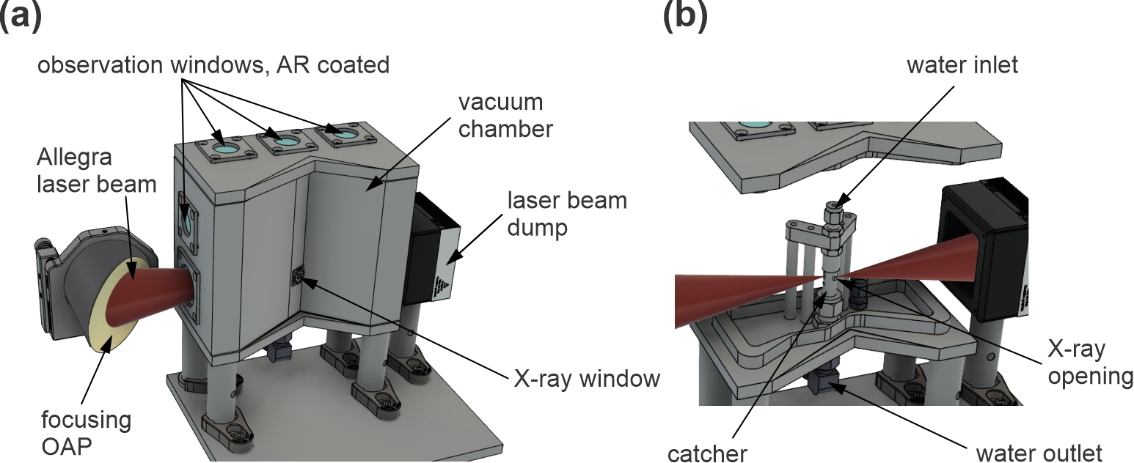 (a)
observation windows, AR coated
vacuum
chamber
Allegra
laser beam
laser beam
dump
X-ray window
focusing
OAP
(b)
water inlet
X-ray
opening
catcher
water outlet